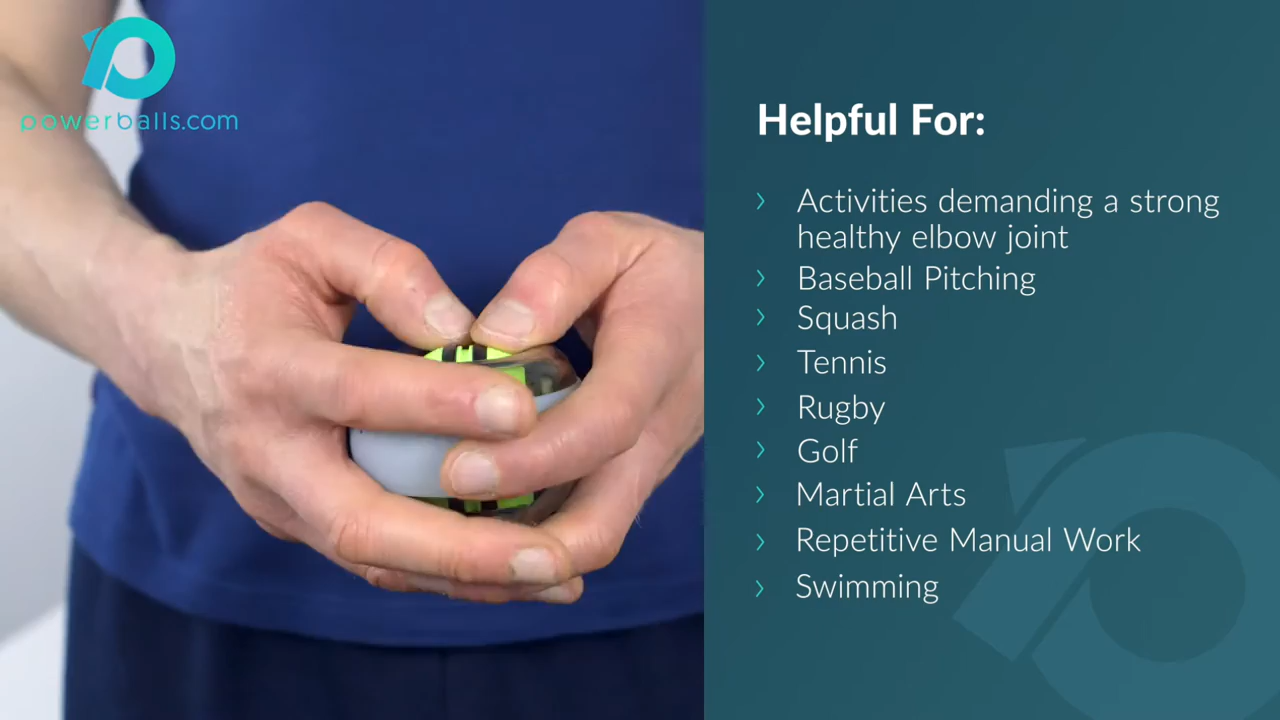 powerballs.com
Helpful For:
Activities demanding a strong
healthy elbow joint
Baseball Pitching
Squash
Tennis
Rugby
Golf
Martial Arts
Repetitive Manual Work
Swimming